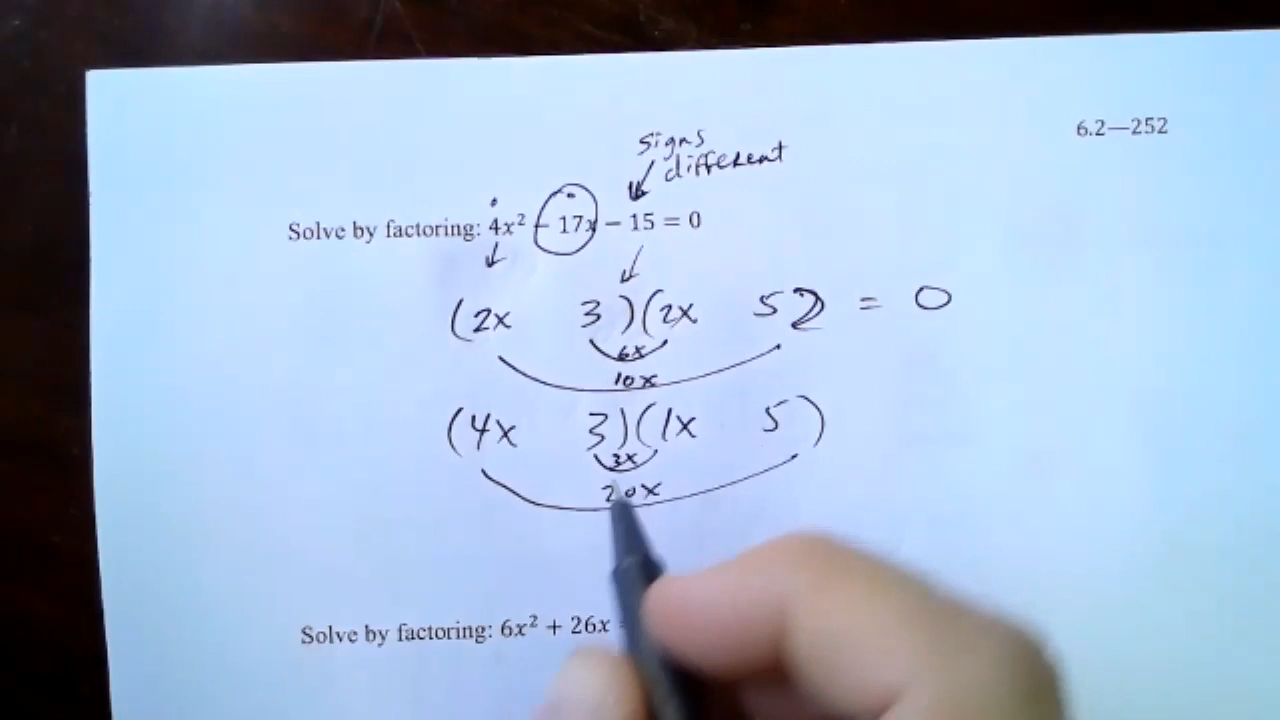 6.2—252
signs
different
Solve by factoring: 4x² − 17x − 15 = 0
(2x 3)(2x 5) = 0
6x
10x
(4x 3)(1x 5)
3x
20x
Solve by factoring: 6x² + 26x